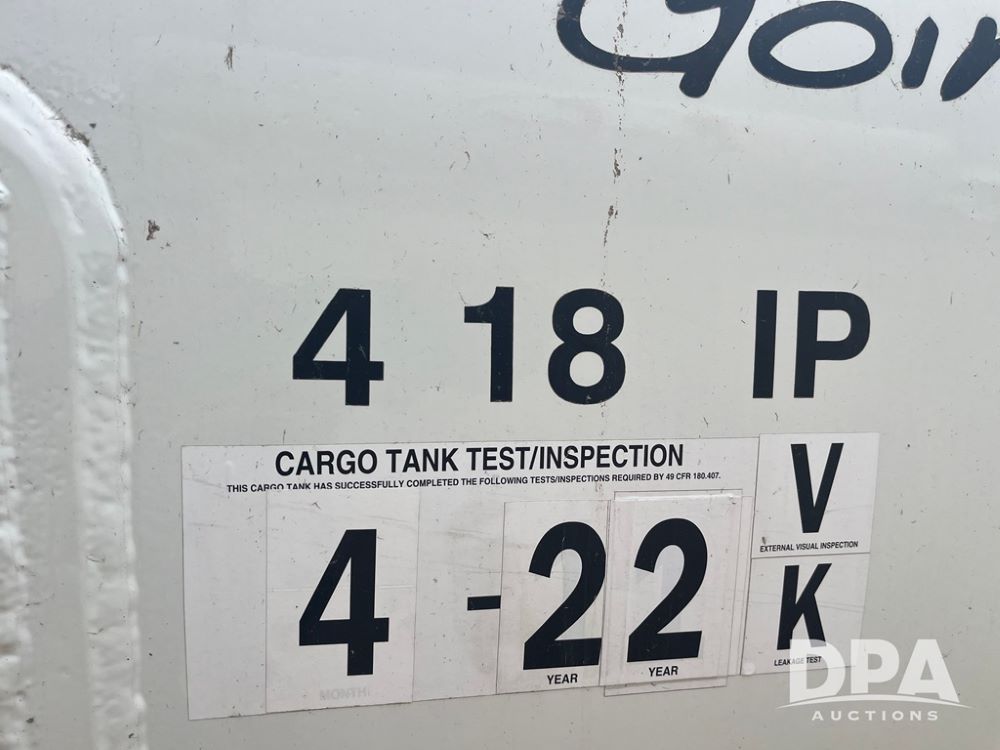 4 18 IP
CARGO TANK TEST/INSPECTION
THIS CARGO TANK HAS SUCCESSFULLY COMPLETED THE FOLLOWING TESTS/INSPECTIONS REQUIRED BY 49 CFR 180.407.
4 - 22
MONTH YEAR YEAR
V
EXTERNAL VISUAL INSPECTION
K
LEAKAGE TEST
DPA
AUCTIONS